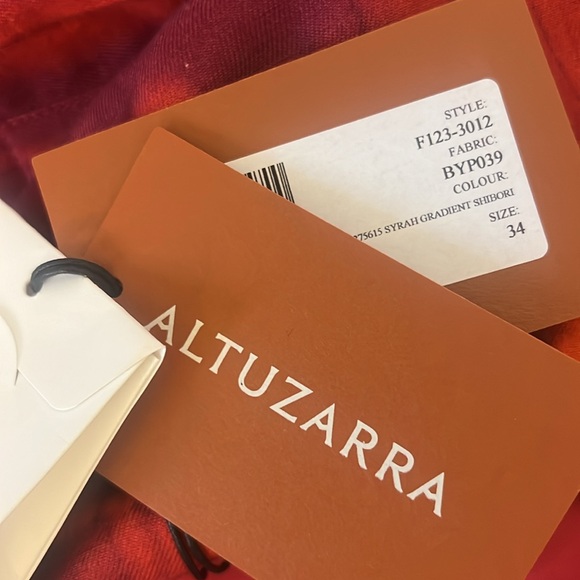 STYLE:
F123-3012
FABRIC:
BYP039
COLOUR:
275615 SYRAH GRADIENT SHIBORI
SIZE:
34
ALTUZARRA